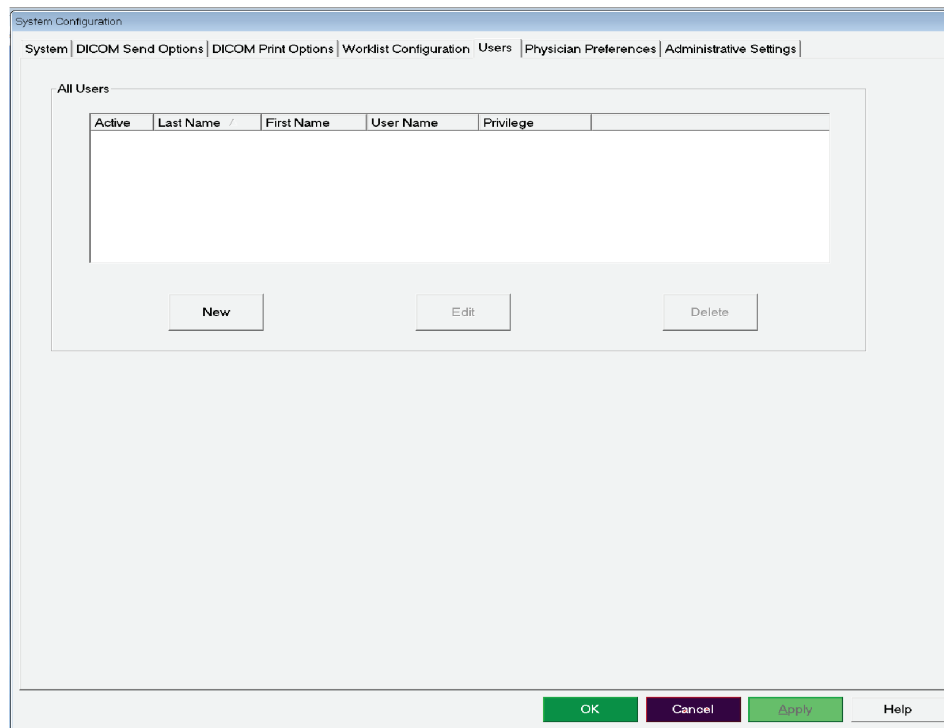 System Configuration
System DICOM Send Options DICOM Print Options Worklist Configuration Users Physician Preferences Administrative Settings
All Users
Active Last Name First Name User Name Privilege
New Edit Delete
OK Cancel Apply Help